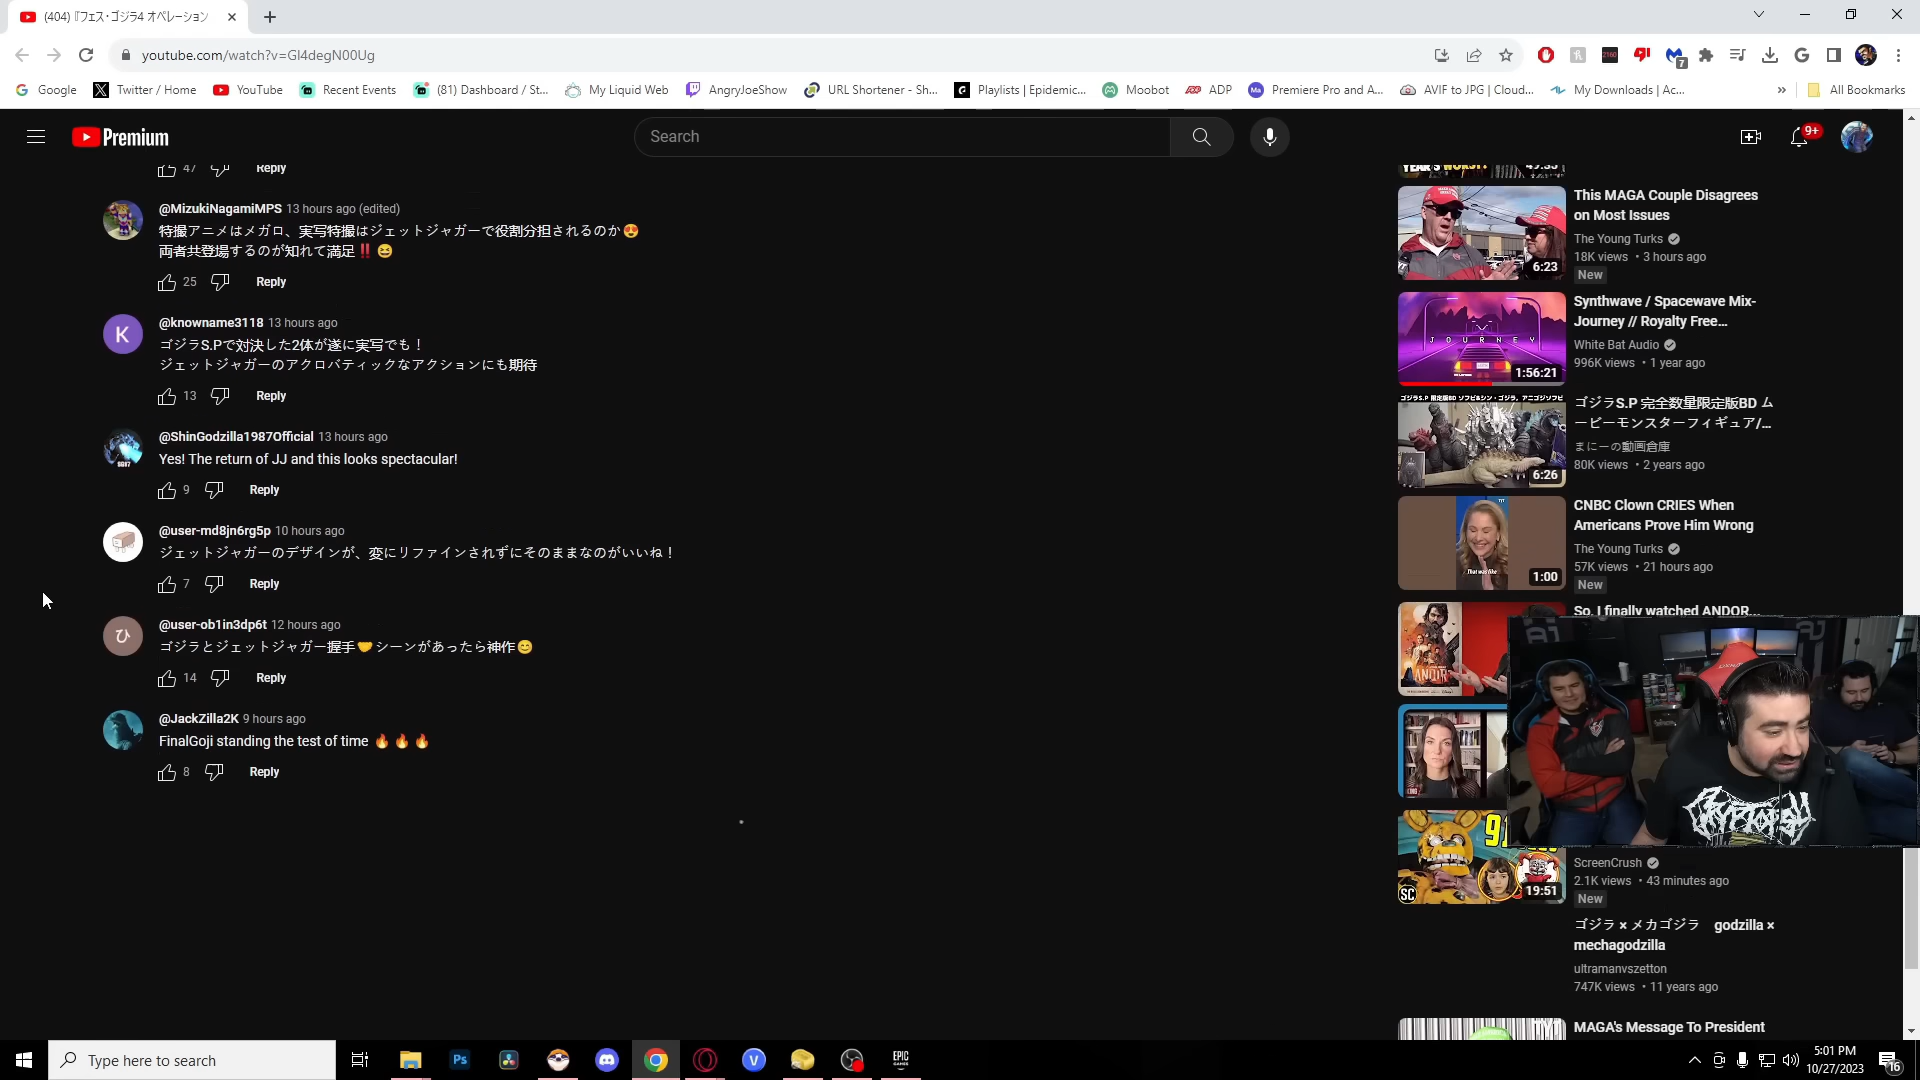 (404)『フェス・ゴジラ4 オペレーション
youtube.com/watch?v=GI4degN00Ug
Google
Twitter / Home
YouTube
Recent Events
(81) Dashboard / St...
My Liquid Web
AngryJoeShow
URL Shortener - Sh...
Playlists | Epidemic...
Moobot
ADP
Premiere Pro and A...
AVIF to JPG | Cloud...
My Downloads | Ac...
All Bookmarks
Premium
Search
9+
47
Reply
@MizukiNagamiMPS 13 hours ago (edited)
特撮アニメはメガロ、実写特撮はジェットジャガーで役割分担されるのか😍
両者共登場するのが知れて満足‼️😆
25
Reply
K
@knowname3118 13 hours ago
ゴジラS.Pで対決した2体が遂に実写でも！
ジェットジャガーのアクロバティックなアクションにも期待
13
Reply
@ShinGodzilla1987Official 13 hours ago
Yes! The return of JJ and this looks spectacular!
9
Reply
@user-md8jn6rg5p 10 hours ago
ジェットジャガーのデザインが、変にリファインされずにそのままなのがいいね！
7
Reply
ひ
@user-ob1in3dp6t 12 hours ago
ゴジラとジェットジャガー握手🤝シーンがあったら神作😊
14
Reply
@JackZilla2K 9 hours ago
FinalGoji standing the test of time 🔥🔥🔥
8
Reply
49:33
This MAGA Couple Disagrees
on Most Issues
The Young Turks
18K views • 3 hours ago
New
6:23
Synthwave / Spacewave Mix-
Journey // Royalty Free...
White Bat Audio
996K views • 1 year ago
JOURNEY
1:56:21
ゴジラS.P 完全数量限定版BD ム
ービーモンスターフィギュア/...
まにーの動画倉庫
80K views • 2 years ago
6:26
CNBC Clown CRIES When
Americans Prove Him Wrong
The Young Turks
57K views • 21 hours ago
New
That was like
1:00
So, I finally watched ANDOR...
ANDOR
CRYPTOPSY
ScreenCrush
2.1K views • 43 minutes ago
New
SC
19:51
ゴジラ × メカゴジラ　godzilla ×
mechagodzilla
ultramanvszetton
747K views • 11 years ago
MAGA's Message To President
Type here to search
Ps
EPIC
GAMES
5:01 PM
10/27/2023
16